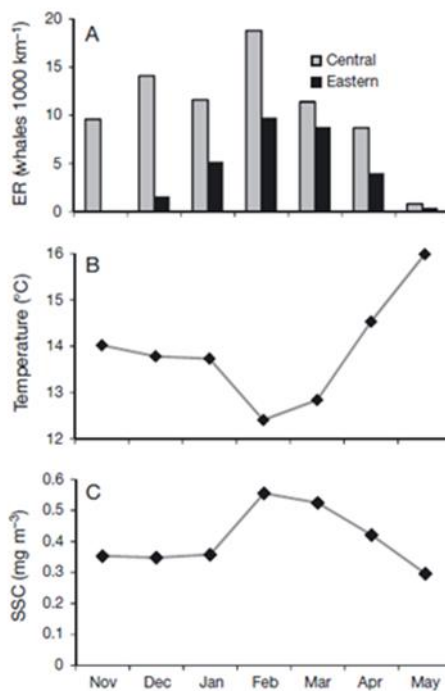 A
Central
Eastern
ER (whales 1000 km⁻¹)
20
15
10
5
0
B
Temperature (°C)
16
15
14
13
12
C
SSC (mg m⁻³)
0.6
0.5
0.4
0.3
0.2
0.1
0
Nov Dec Jan Feb Mar Apr May